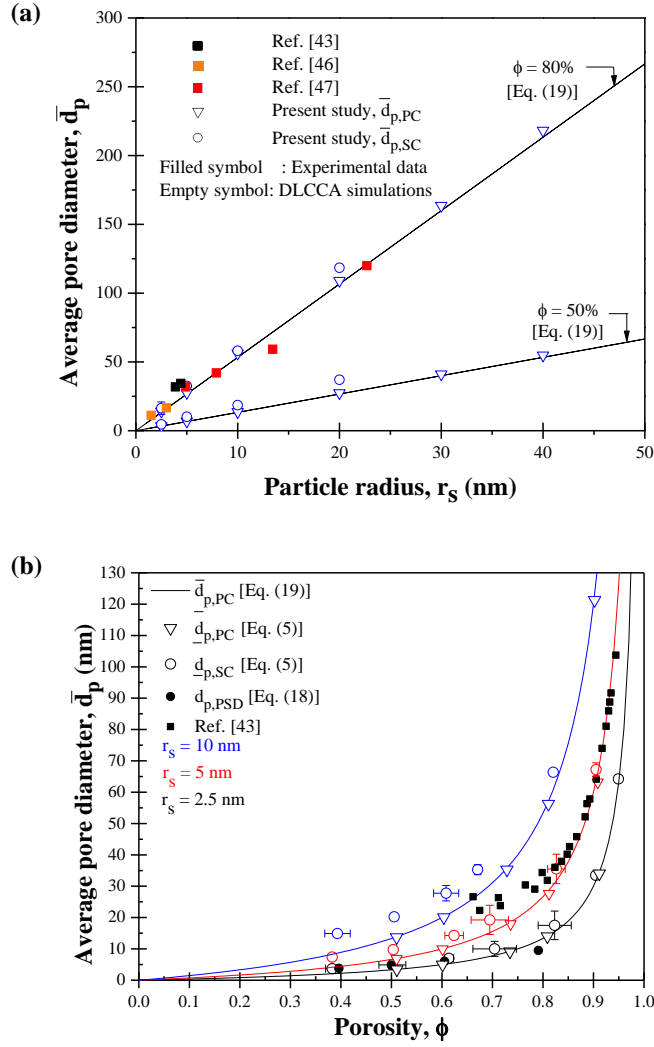 (a)
300
250
200
150
100
50
0
0
10
20
30
40
50
Average pore diameter, d̅p
Particle radius, rs (nm)
Ref. [43]
Ref. [46]
Ref. [47]
Present study, d̅p,PC
Present study, d̅p,SC
Filled symbol : Experimental data
Empty symbol: DLCCA simulations
ϕ = 80%
[Eq. (19)]
ϕ = 50%
[Eq. (19)]
(b)
130
120
110
100
90
80
70
60
50
40
30
20
10
0
0.0
0.1
0.2
0.3
0.4
0.5
0.6
0.7
0.8
0.9
1.0
Average pore diameter, d̅p (nm)
Porosity, ϕ
d̅p,PC [Eq. (19)]
d̅p,PC [Eq. (5)]
d̅p,SC [Eq. (5)]
d̅p,PSD [Eq. (18)]
Ref. [43]
rs = 10 nm
rs = 5 nm
rs = 2.5 nm